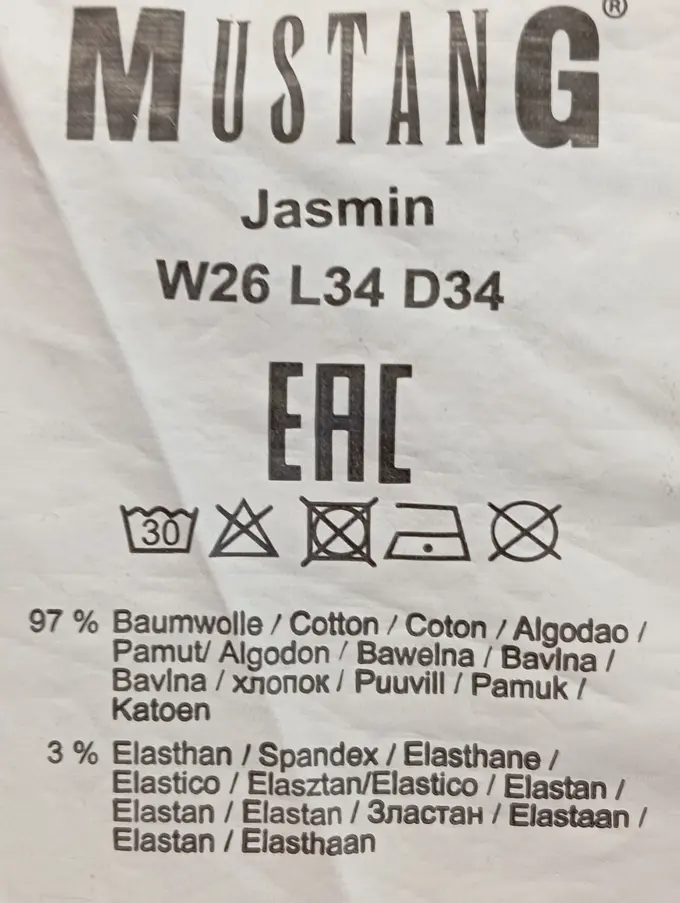 MUSTANG®
Jasmin
W26 L34 D34
EAC
30
97 % Baumwolle / Cotton / Coton / Algodao /
Pamut/ Algodon / Bawelna / Bavlna /
Bavlna / хлопок / Puuvill / Pamuk /
Katoen
3 % Elasthan / Spandex / Elasthane /
Elastico / Elasztan/Elastico / Elastan /
Elastan / Elastan / Зластан / Elastaan /
Elastan / Elasthaan